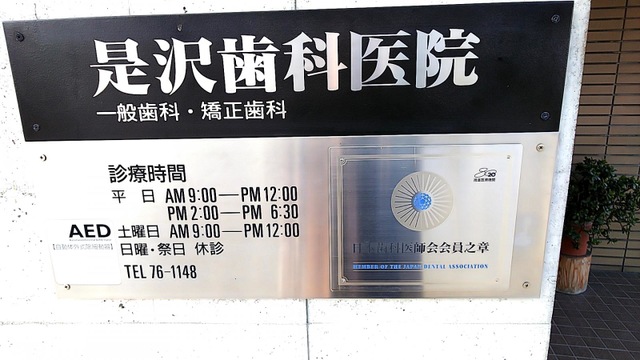 是沢歯科医院
一般歯科・矯正歯科
診療時間
平 日 AM 9:00―PM 12:00
PM 2:00―PM 6:30
土曜日 AM 9:00―PM 12:00
日曜・祭日 休診
TEL 76-1148
AED
日本歯科医師会会員之章
MEMBER OF THE JAPAN DENTAL ASSOCIATION